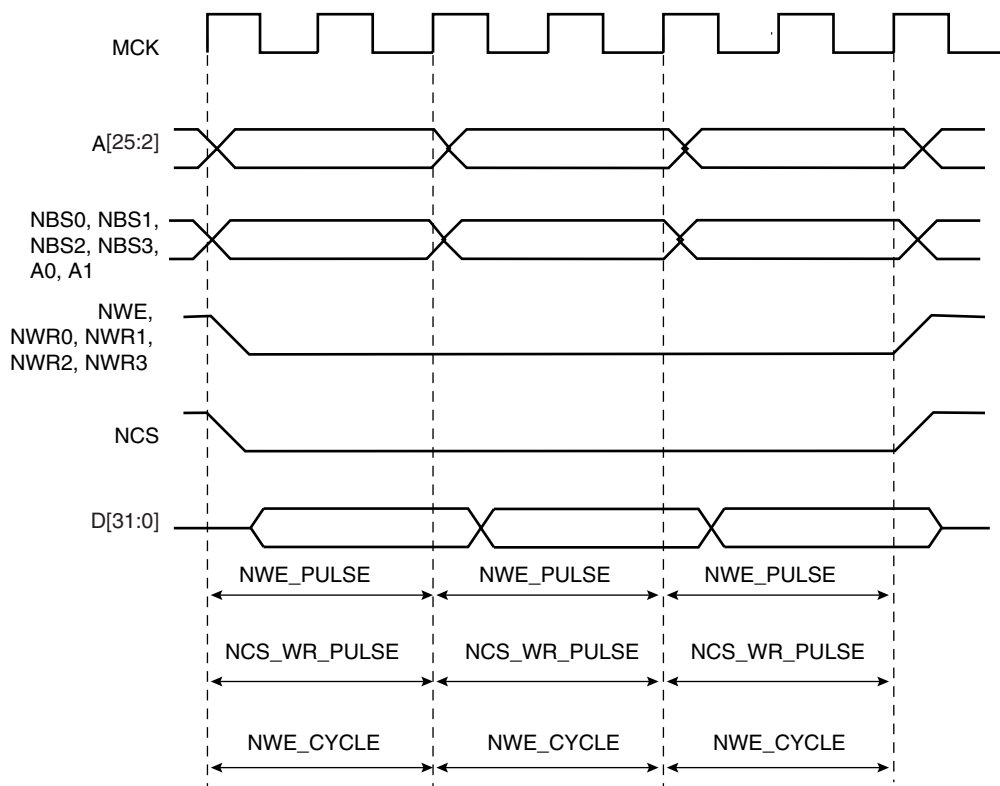 MCK
A[25:2]
NBS0, NBS1,
NBS2, NBS3,
A0, A1
NWE,
NWR0, NWR1,
NWR2, NWR3
NCS
D[31:0]
NWE_PULSE NWE_PULSE NWE_PULSE
NCS_WR_PULSE NCS_WR_PULSE NCS_WR_PULSE
NWE_CYCLE NWE_CYCLE NWE_CYCLE